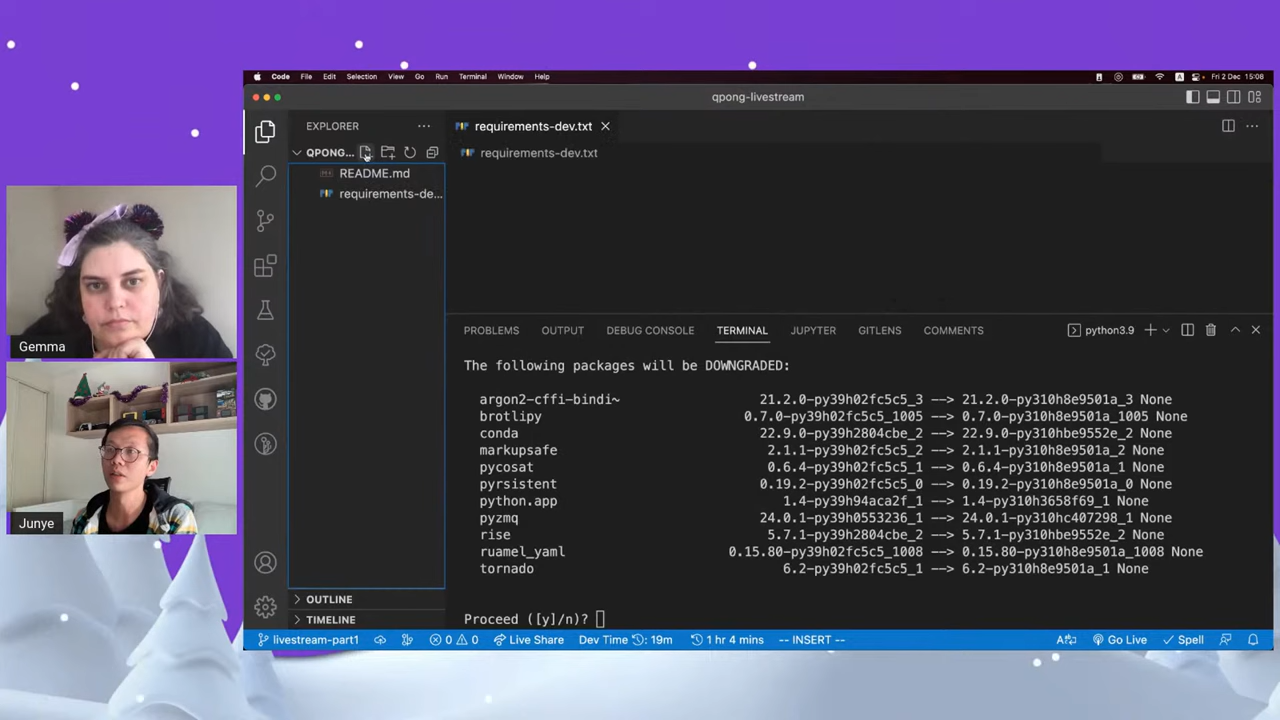 Code File Edit Selection View Go Run Terminal Window Help
A Fri 2 Dec 15:08
qpong-livestream
EXPLORER
QPONG...
README.md
requirements-de...
OUTLINE
TIMELINE
requirements-dev.txt
requirements-dev.txt
PROBLEMS OUTPUT DEBUG CONSOLE TERMINAL JUPYTER GITLENS COMMENTS
python3.9
The following packages will be DOWNGRADED:
argon2-cffi-bindi~ 21.2.0-py39h02fc5c5_3 --> 21.2.0-py310h8e9501a_3 None
brotlipy 0.7.0-py39h02fc5c5_1005 --> 0.7.0-py310h8e9501a_1005 None
conda 22.9.0-py39h2804cbe_2 --> 22.9.0-py310hbe9552e_2 None
markupsafe 2.1.1-py39h02fc5c5_2 --> 2.1.1-py310h8e9501a_2 None
pycosat 0.6.4-py39h02fc5c5_1 --> 0.6.4-py310h8e9501a_1 None
pyrsistent 0.19.2-py39h02fc5c5_0 --> 0.19.2-py310h8e9501a_0 None
python.app 1.4-py39h94aca2f_1 --> 1.4-py310h3658f69_1 None
pyzmq 24.0.1-py39h0553236_1 --> 24.0.1-py310hc407298_1 None
rise 5.7.1-py39h2804cbe_2 --> 5.7.1-py310hbe9552e_2 None
ruamel_yaml 0.15.80-py39h02fc5c5_1008 --> 0.15.80-py310h8e9501a_1008 None
tornado 6.2-py39h02fc5c5_1 --> 6.2-py310h8e9501a_1 None
Proceed ([y]/n)?
livestream-part1 0 0 Live Share Dev Time: 19m 1 hr 4 mins -- INSERT -- Go Live Spell
Gemma
Junye